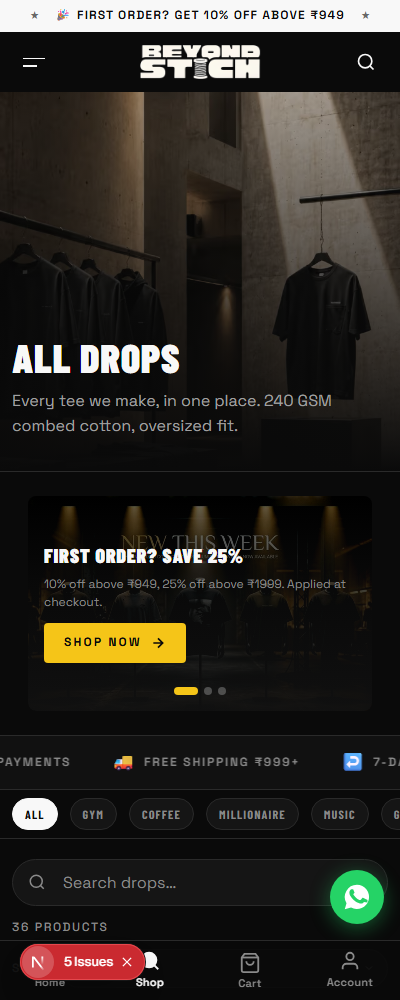 ★ 🎉 FIRST ORDER? GET 10% OFF ABOVE ₹949 ★
BEYOND
STICH
ALL DROPS
Every tee we make, in one place. 240 GSM
combed cotton, oversized fit.
NEW THIS WEEK
FIRST ORDER? SAVE 25%
10% off above ₹949, 25% off above ₹1999. Applied at
checkout.
SHOP NOW →
PAYMENTS 🚚 FREE SHIPPING ₹999+ ↩️ 7-DA
ALL GYM COFFEE MILLIONAIRE MUSIC G
Search drops...
36 PRODUCTS
N 5 Issues ×
Home Shop Cart Account